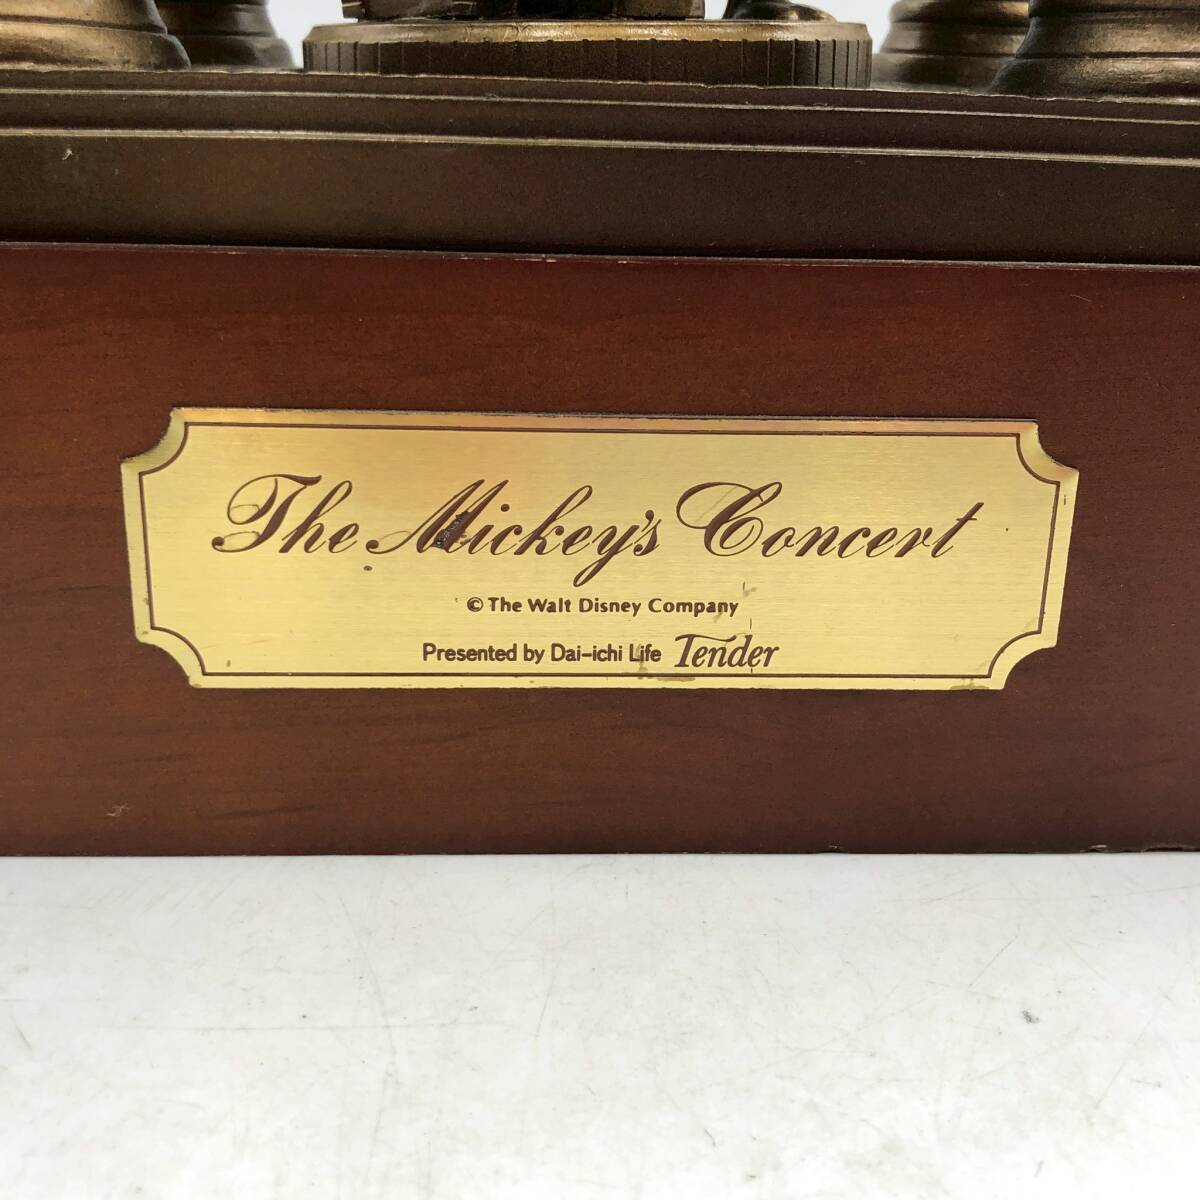 The Mickey's Concert
© The Walt Disney Company
Presented by Dai-ichi Life Tender